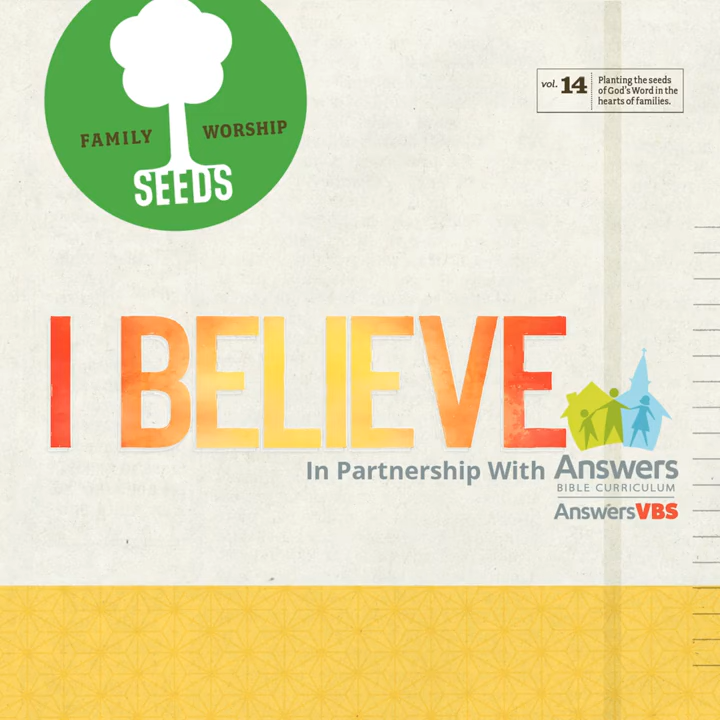 FAMILY WORSHIP
SEEDS
vol. 14
Planting the seeds
of God's Word in the
hearts of families.
I BELIEVE
In Partnership With Answers
BIBLE CURRICULUM
AnswersVBS